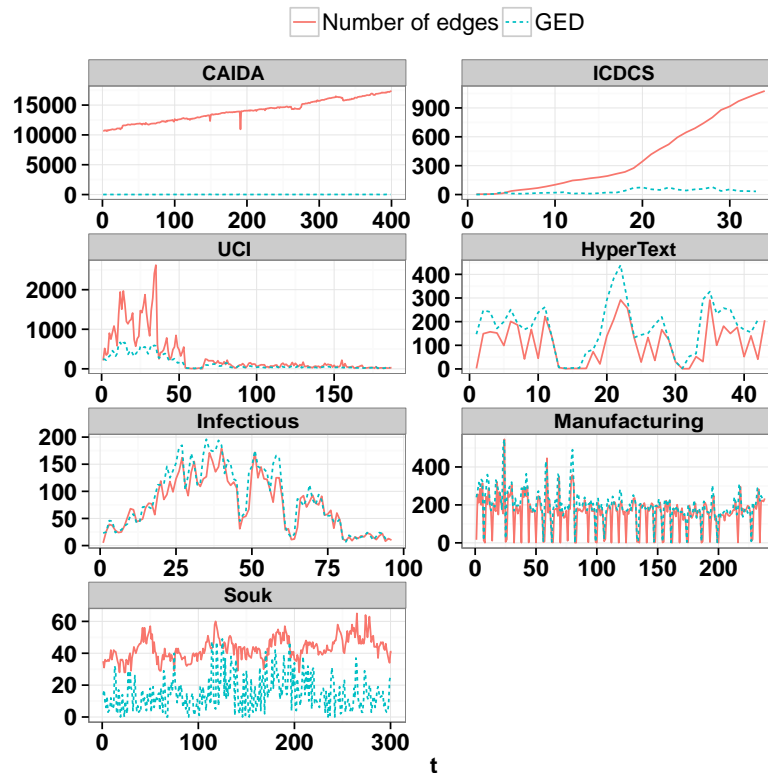 Number of edges GED
CAIDA
15000
10000
5000
0
0 100 200 300 400
ICDCS
900
600
300
0
0 10 20 30
UCI
2000
1000
0
0 50 100 150
HyperText
400
300
200
100
0
0 10 20 30 40
Infectious
200
150
100
50
0
0 25 50 75 100
Manufacturing
400
200
0
0 50 100 150 200
Souk
60
40
20
0
0 100 200 300
t